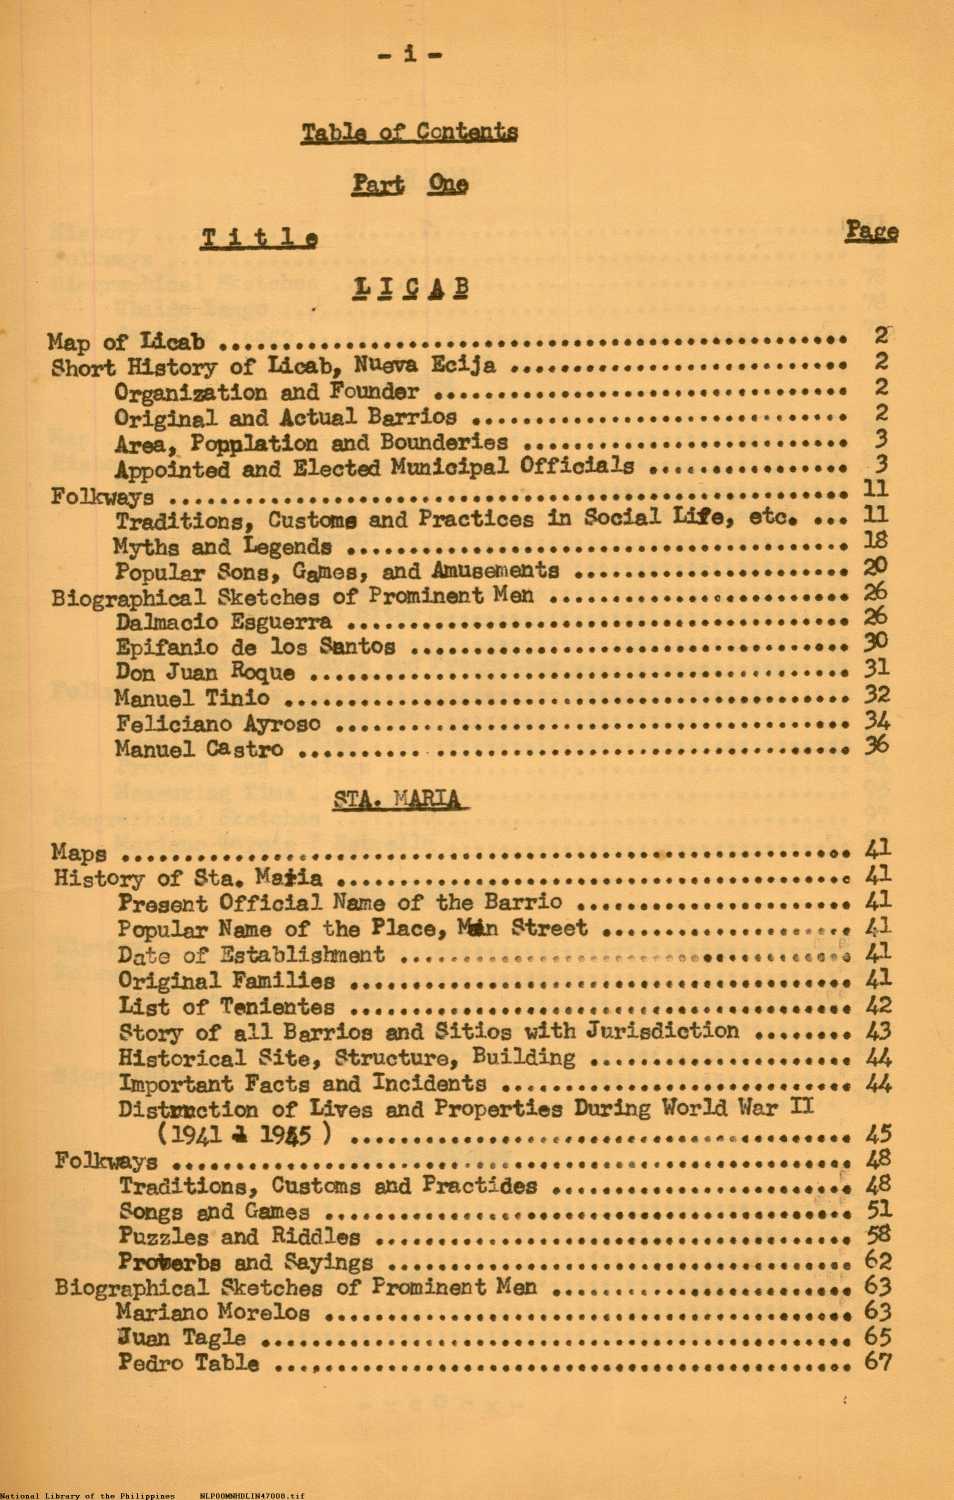 - i -
Table of Contents
Part One
Title Page
LICAB
Map of Licab .................................................. 2
Short History of Licab, Nueva Ecija ........................... 2
Organization and Founder ................................. 2
Original and Actual Barrios .............................. 2
Area, Popplation and Bounderies .......................... 3
Appointed and Elected Municipal Officials ................ 3
Folkways ...................................................... 11
Traditions, Customs and Practices in Social Life, etc. ... 11
Myths and Legends ........................................ 18
Popular Sons, Games, and Amusements ...................... 20
Biographical Sketches of Prominent Men ........................ 26
Dalmacio Esguerra ........................................ 26
Epifanio de los Santos ................................... 30
Don Juan Roque ........................................... 31
Manuel Tinio ............................................. 32
Feliciano Ayroso ......................................... 34
Manuel Castro ............................................ 36
STA. MARIA
Maps .......................................................... 41
History of Sta. Maria ......................................... 41
Present Official Name of the Barrio ...................... 41
Popular Name of the Place, Main Street ................... 41
Date of Establishment .................................... 41
Original Families ........................................ 41
List of Tenientes ........................................ 42
Story of all Barrios and Sitios with Jurisdiction ........ 43
Historical Site, Structure, Building ..................... 44
Important Facts and Incidents ............................ 44
Distruction of Lives and Properties During World War II
(1941 - 1945 ) ........................................ 45
Folkways ...................................................... 48
Traditions, Customs and Practides ........................ 48
Songs and Games .......................................... 51
Puzzles and Riddles ...................................... 58
Proverbs and Sayings ..................................... 62
Biographical Sketches of Prominent Men ........................ 63
Mariano Morelos .......................................... 63
Juan Tagle ............................................... 65
Pedro Table .............................................. 67
National Library of the Philippines NLPO0MNHDLIN47008.tif